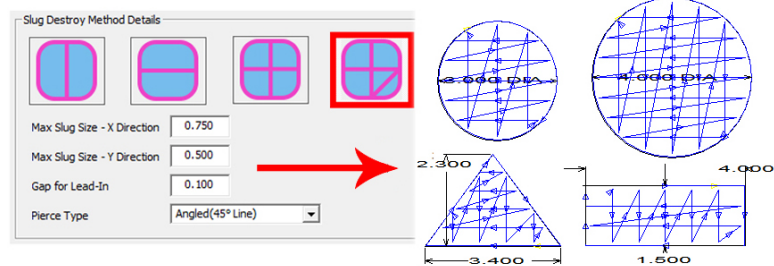 Slug Destroy Method Details
Max Slug Size - X Direction 0.750
Max Slug Size - Y Direction 0.500
Gap for Lead-In 0.100
Pierce Type Angled(45° Line)
3.000 DIA
4.000 DIA
2.300
3.400
4.000
1.500